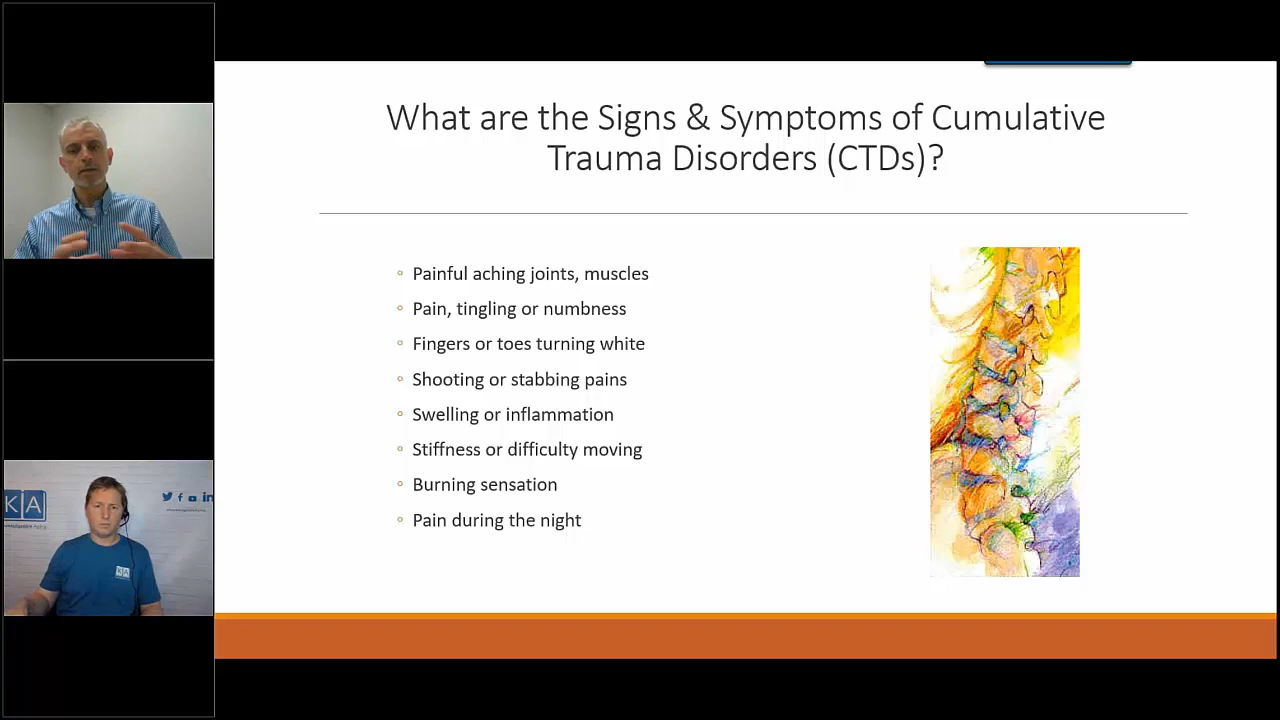 What are the Signs & Symptoms of Cumulative
Trauma Disorders (CTDs)?
Painful aching joints, muscles
Pain, tingling or numbness
Fingers or toes turning white
Shooting or stabbing pains
Swelling or inflammation
Stiffness or difficulty moving
Burning sensation
Pain during the night
KA
KA